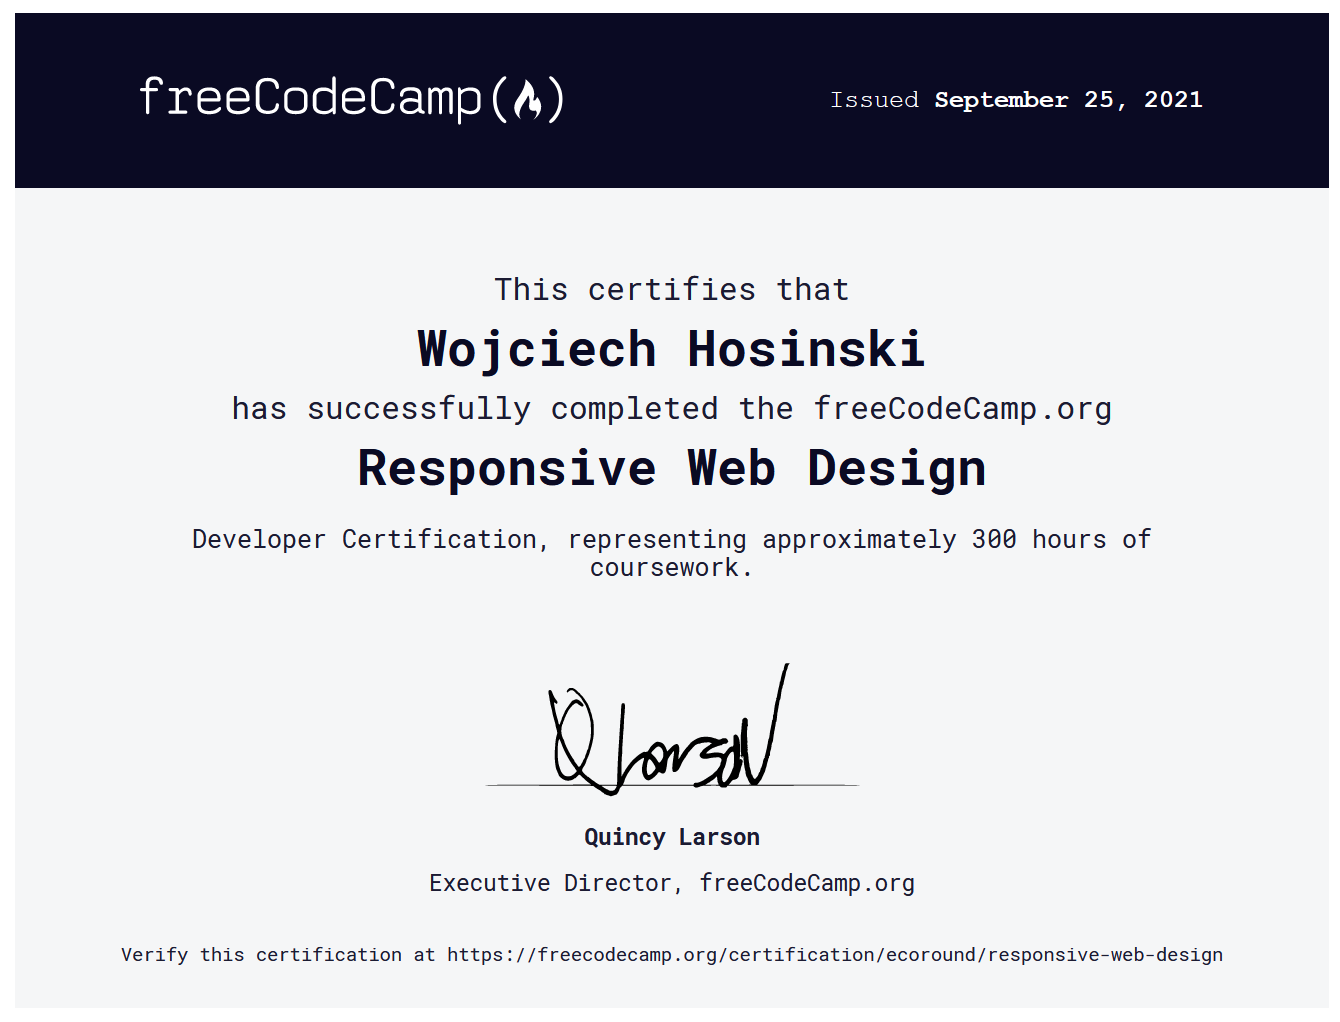 freeCodeCamp(🔥)
Issued September 25, 2021
This certifies that
Wojciech Hosinski
has successfully completed the freeCodeCamp.org
Responsive Web Design
Developer Certification, representing approximately 300 hours of
coursework.
Q Larson
Quincy Larson
Executive Director, freeCodeCamp.org
Verify this certification at https://freecodecamp.org/certification/ecoround/responsive-web-design